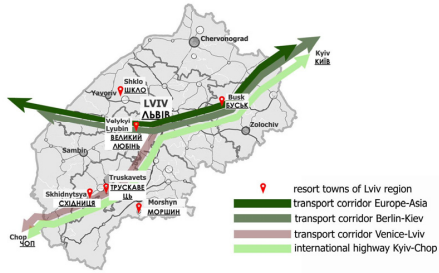 Chervonograd
Kyiv
КИЇВ
Shklo
ШКЛО
Yavoriv
LVIV
ЛЬВІВ
Busk
БУСЬК
Velykyi
Lyubin
ВЕЛИКИЙ
ЛЮБІНЬ
Zolochiv
Sambir
Truskavets
ТРУСКАВЕ
ЦЬ
Skhidnytsya
СХІДНИЦЯ
Morshyn
МОРШИН
Chop
ЧОП
resort towns of Lviv region
transport corridor Europe-Asia
transport corridor Berlin-Kiev
transport corridor Venice-Lviv
international highway Kyiv-Chop